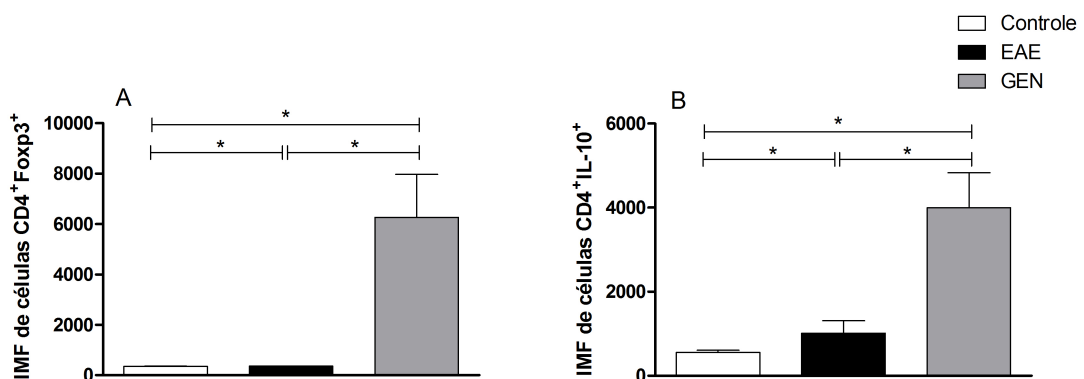 Controle
EAE
GEN
A
IMF de células CD4⁺Foxp3⁺
10000
8000
6000
4000
2000
0
*
*
*
B
IMF de células CD4⁺IL-10⁺
6000
4000
2000
0
*
*
*